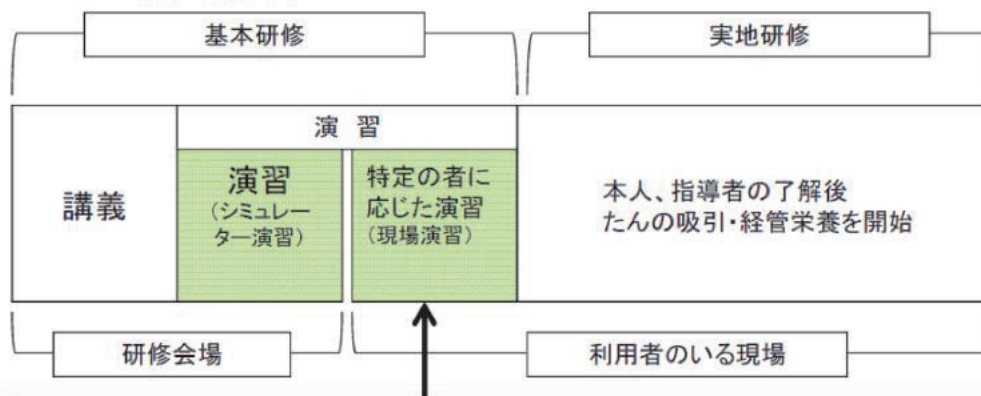 基本研修
実地研修
演 習
講義
演習
(シミュレー
ター演習)
特定の者に
応じた演習
(現場演習)
本人、指導者の了解後
たんの吸引・経管栄養を開始
研修会場
利用者のいる現場